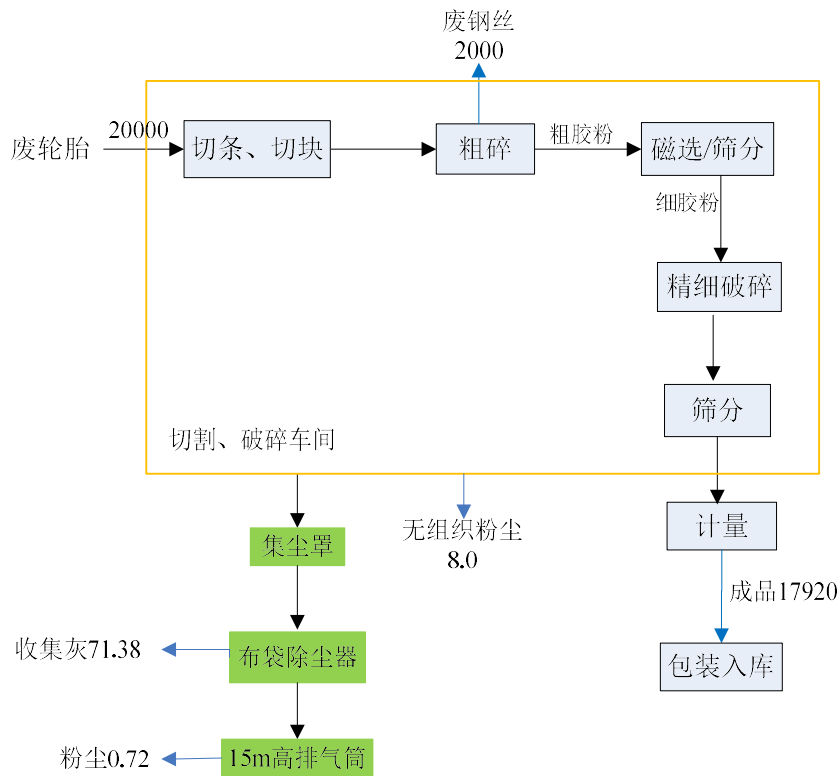 废钢丝
2000
废轮胎
20000
切条、切块
粗碎
粗胶粉
磁选/筛分
细胶粉
精细破碎
筛分
切割、破碎车间
集尘罩
无组织粉尘
8.0
计量
成品17920
收集灰71.38
布袋除尘器
包装入库
粉尘0.72
15m高排气筒